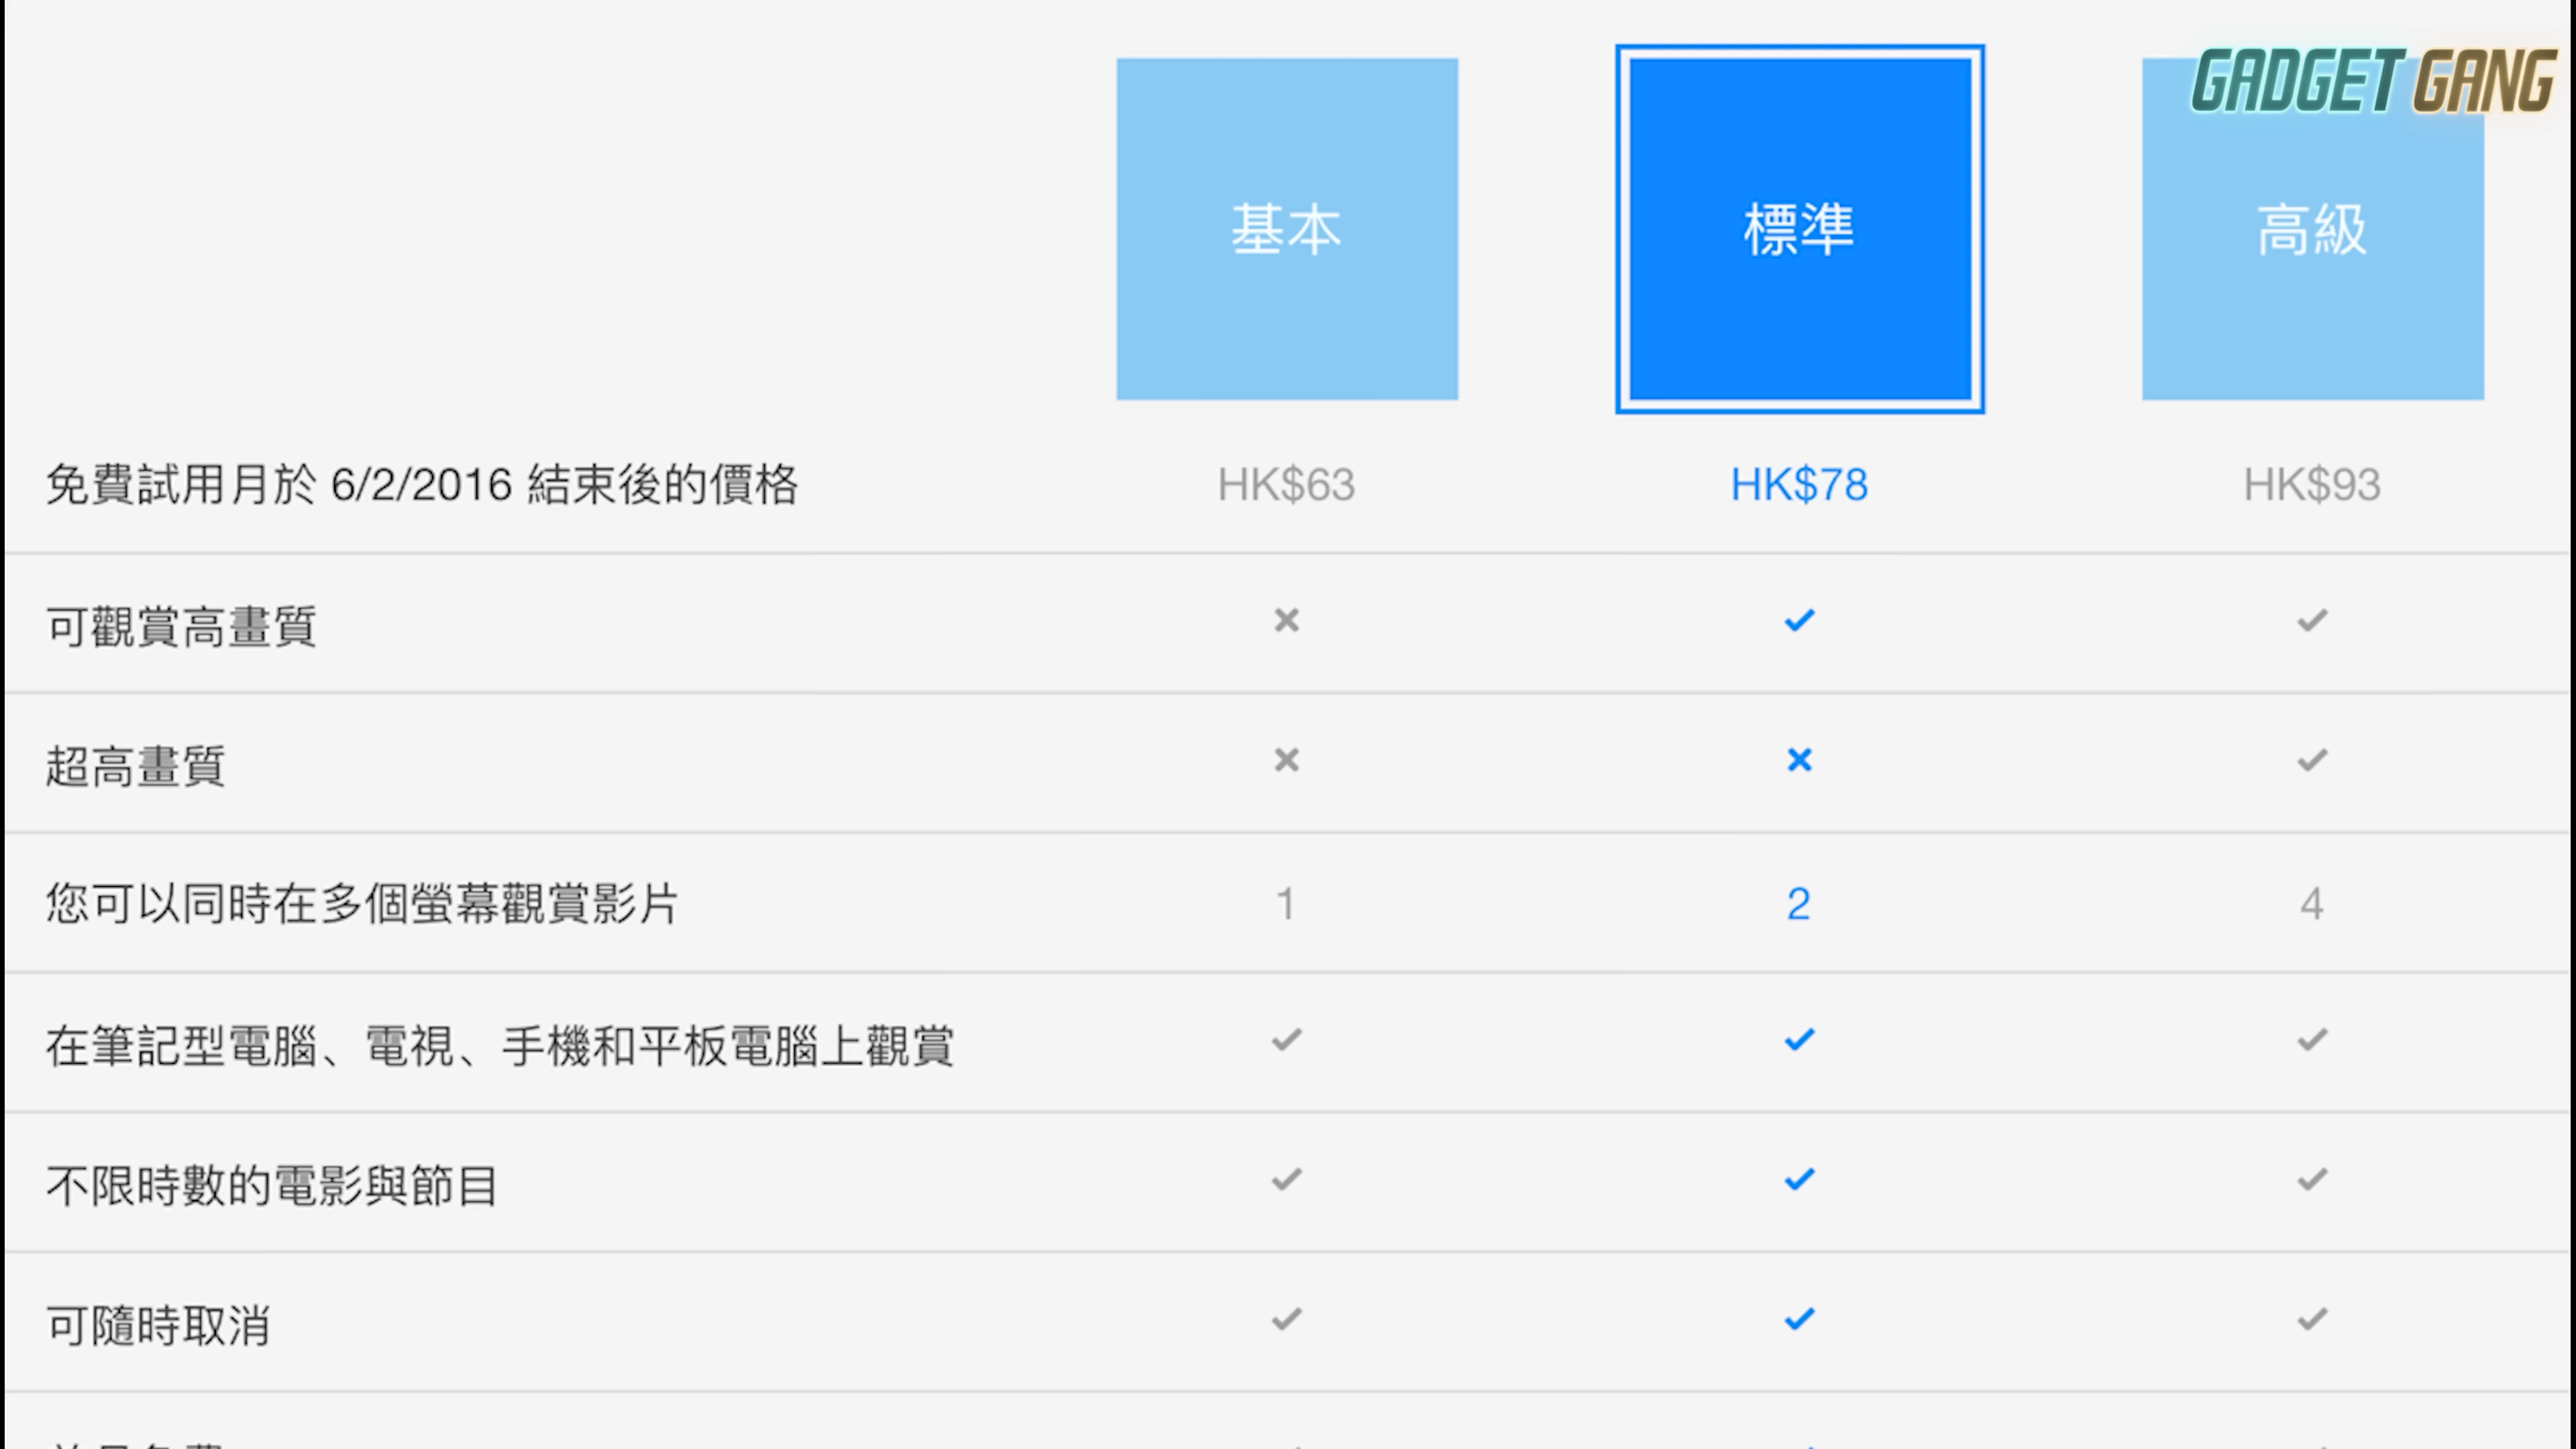 GADGET GANG
基本 標準 高級
免費試用月於 6/2/2016 結束後的價格 HK$63 HK$78 HK$93
可觀賞高畫質
超高畫質
您可以同時在多個螢幕觀賞影片 1 2 4
在筆記型電腦、電視、手機和平板電腦上觀賞
不限時數的電影與節目
可隨時取消